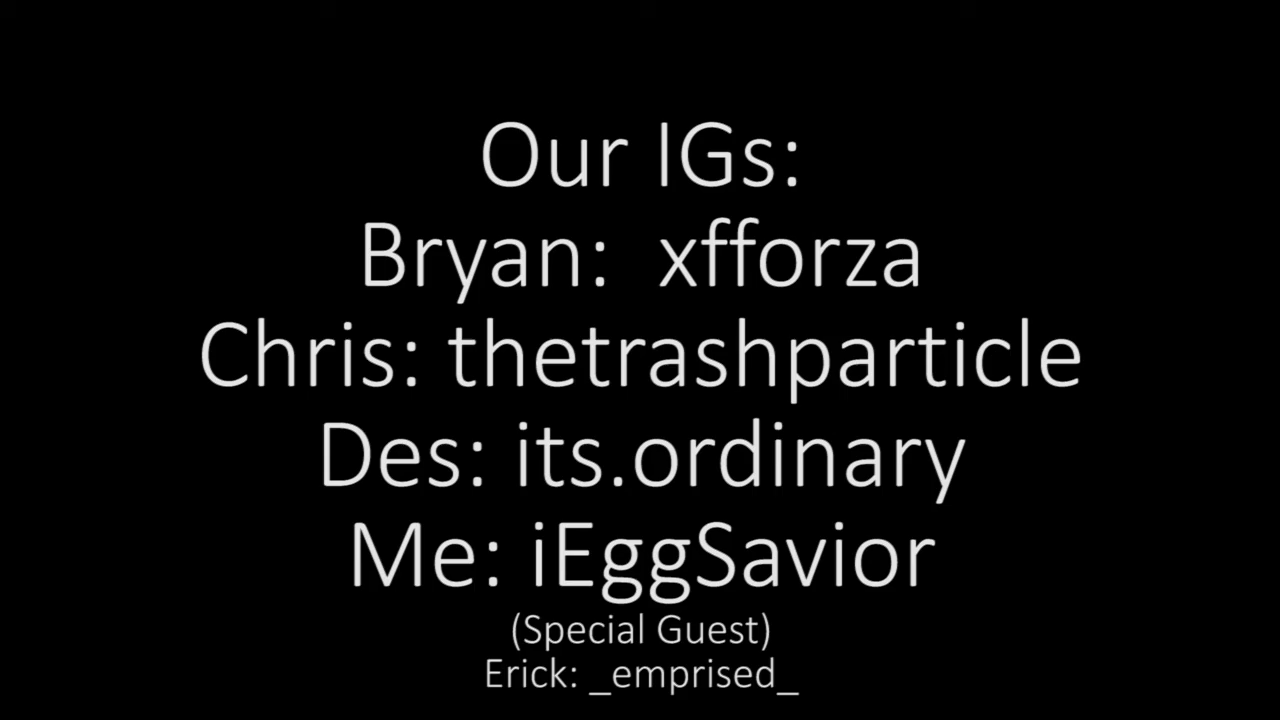 Our IGs:
Bryan:  xfforza
Chris: thetrashparticle
Des: its.ordinary
Me: iEggSavior
(Special Guest)
Erick: _emprised_